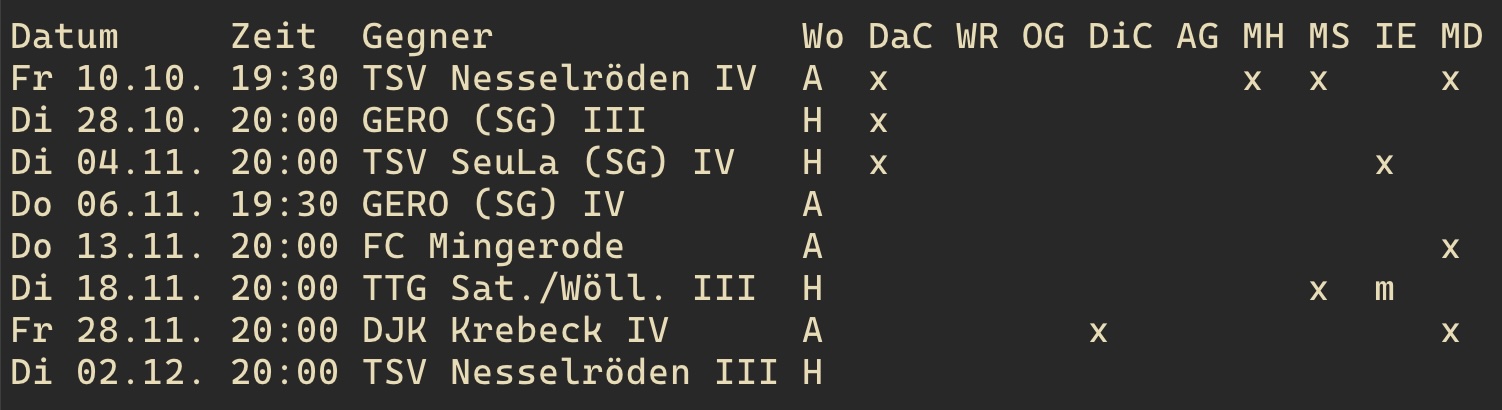 Datum      Zeit  Gegner              Wo DaC WR OG DiC AG MH MS IE MD
Fr 10.10. 19:30 TSV Nesselröden IV  A  x                x  x     x
Di 28.10. 20:00 GERO (SG) III       H  x
Di 04.11. 20:00 TSV SeuLa (SG) IV   H  x                      x
Do 06.11. 19:30 GERO (SG) IV        A
Do 13.11. 20:00 FC Mingerode        A                            x
Di 18.11. 20:00 TTG Sat./Wöll. III  H                      x  m
Fr 28.11. 20:00 DJK Krebeck IV      A            x               x
Di 02.12. 20:00 TSV Nesselröden III H